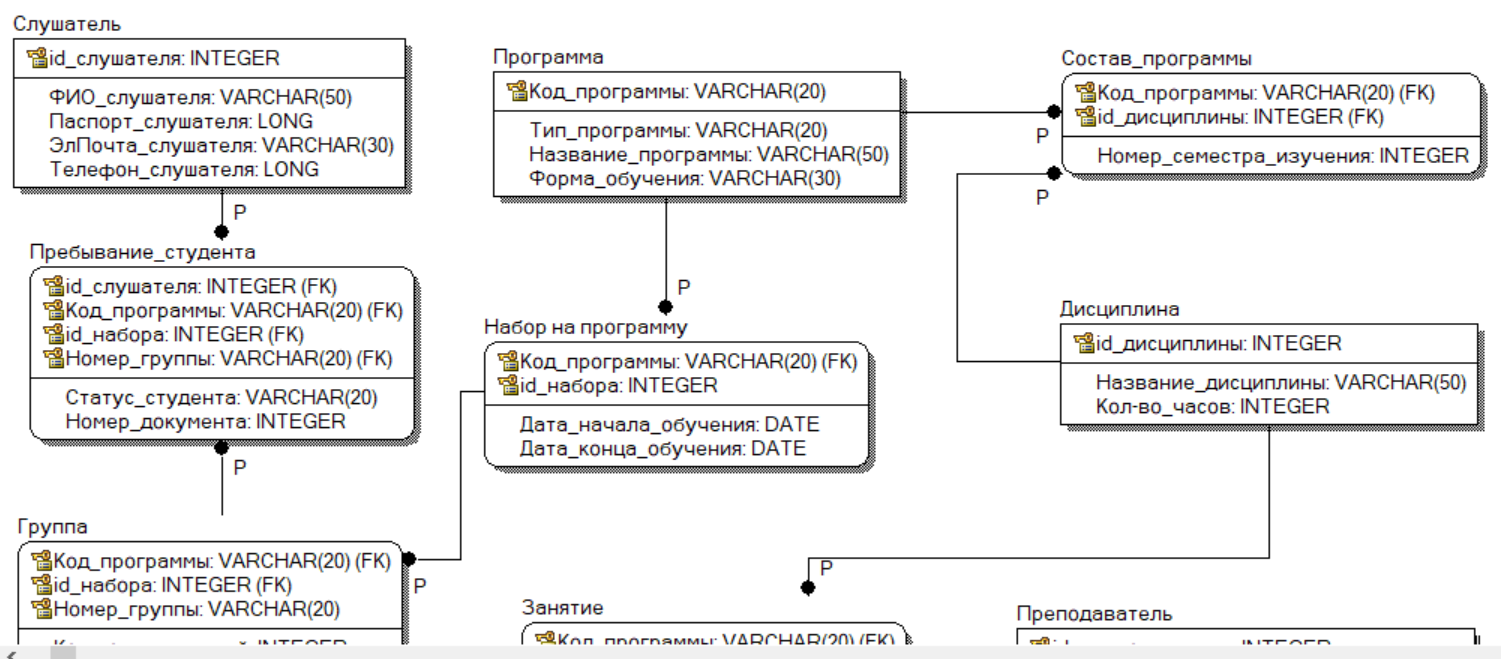 Слушатель
id_слушателя: INTEGER
ФИО_слушателя: VARCHAR(50)
Паспорт_слушателя: LONG
ЭлПочта_слушателя: VARCHAR(30)
Телефон_слушателя: LONG
P
Пребывание_студента
id_слушателя: INTEGER (FK)
Код_программы: VARCHAR(20) (FK)
id_набора: INTEGER (FK)
Номер_группы: VARCHAR(20) (FK)
Статус_студента: VARCHAR(20)
Номер_документа: INTEGER
P
Группа
Код_программы: VARCHAR(20) (FK)
id_набора: INTEGER (FK)
Номер_группы: VARCHAR(20)
INTEGER
P
Программа
Код_программы: VARCHAR(20)
Тип_программы: VARCHAR(20)
Название_программы: VARCHAR(50)
Форма_обучения: VARCHAR(30)
P
Набор на программу
Код_программы: VARCHAR(20) (FK)
id_набора: INTEGER
Дата_начала_обучения: DATE
Дата_конца_обучения: DATE
Состав_программы
Код_программы: VARCHAR(20) (FK)
id_дисциплины: INTEGER (FK)
Номер_семестра_изучения: INTEGER
P
P
Дисциплина
id_дисциплины: INTEGER
Название_дисциплины: VARCHAR(50)
Кол-во_часов: INTEGER
P
Занятие
Код_программы: VARCHAR(20) (FK)
Преподаватель
INTEGER